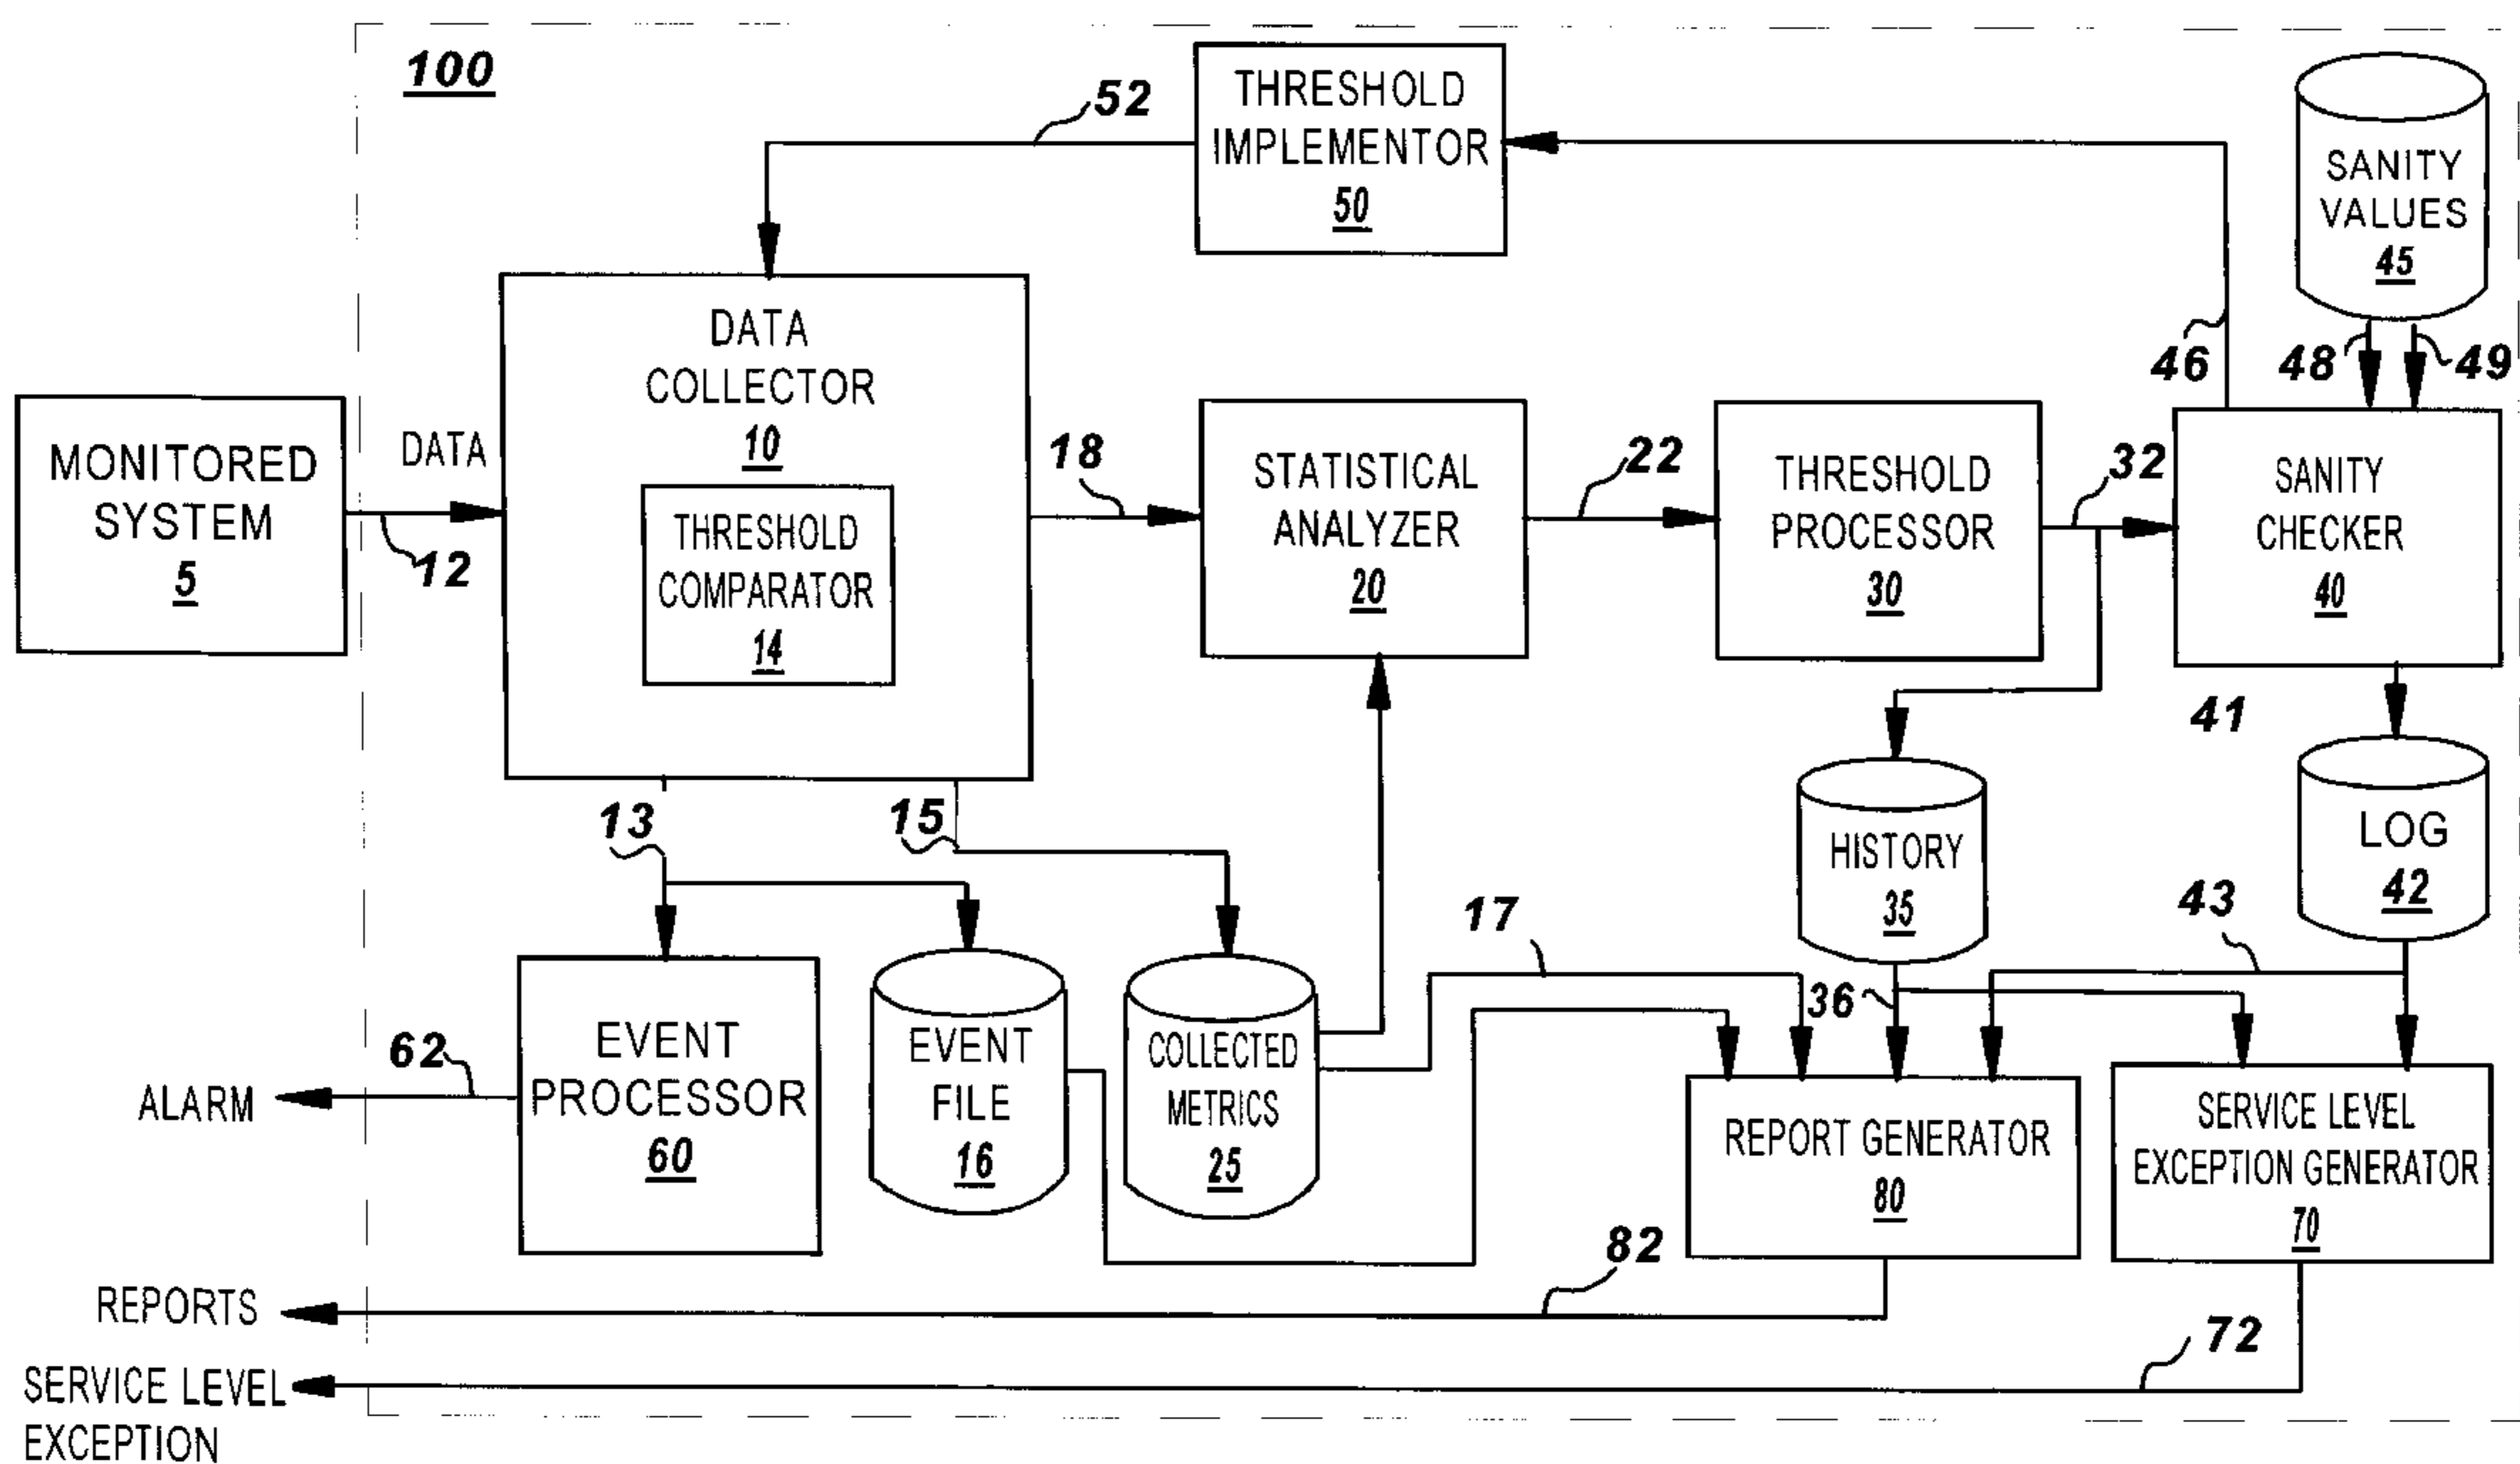 100
52
THRESHOLD
IMPLEMENTOR
50
SANITY
VALUES
45
46
48
49
MONITORED
SYSTEM
5
DATA
12
DATA
COLLECTOR
10
THRESHOLD
COMPARATOR
14
18
STATISTICAL
ANALYZER
20
22
THRESHOLD
PROCESSOR
30
32
SANITY
CHECKER
40
41
13
15
HISTORY
35
LOG
42
17
36
43
ALARM
62
EVENT
PROCESSOR
60
EVENT
FILE
16
COLLECTED
METRICS
25
REPORT GENERATOR
80
SERVICE LEVEL
EXCEPTION GENERATOR
70
REPORTS
82
SERVICE LEVEL
EXCEPTION
72